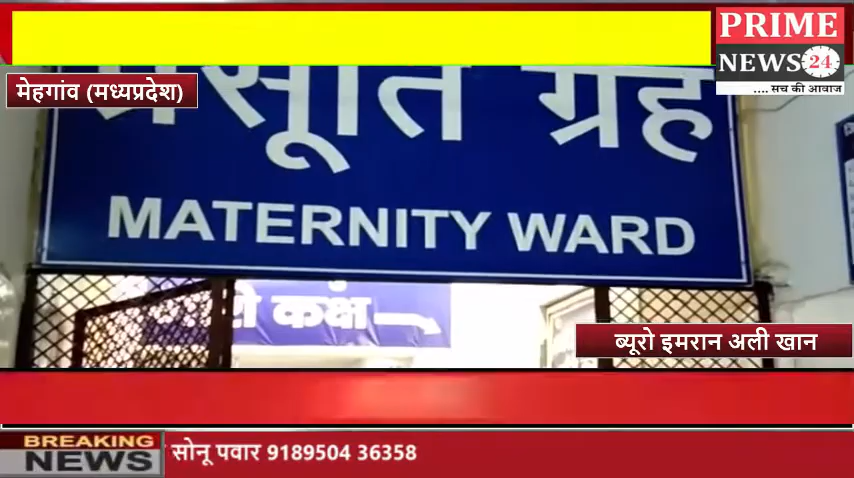 PRIME
NEWS 24
.... सच की आवाज
मेहगांव (मध्यप्रदेश)
प्रसूति ग्रह
MATERNITY WARD
कक्ष
ब्यूरो इमरान अली खान
BREAKING
NEWS
सोनू पवार 9189504 36358